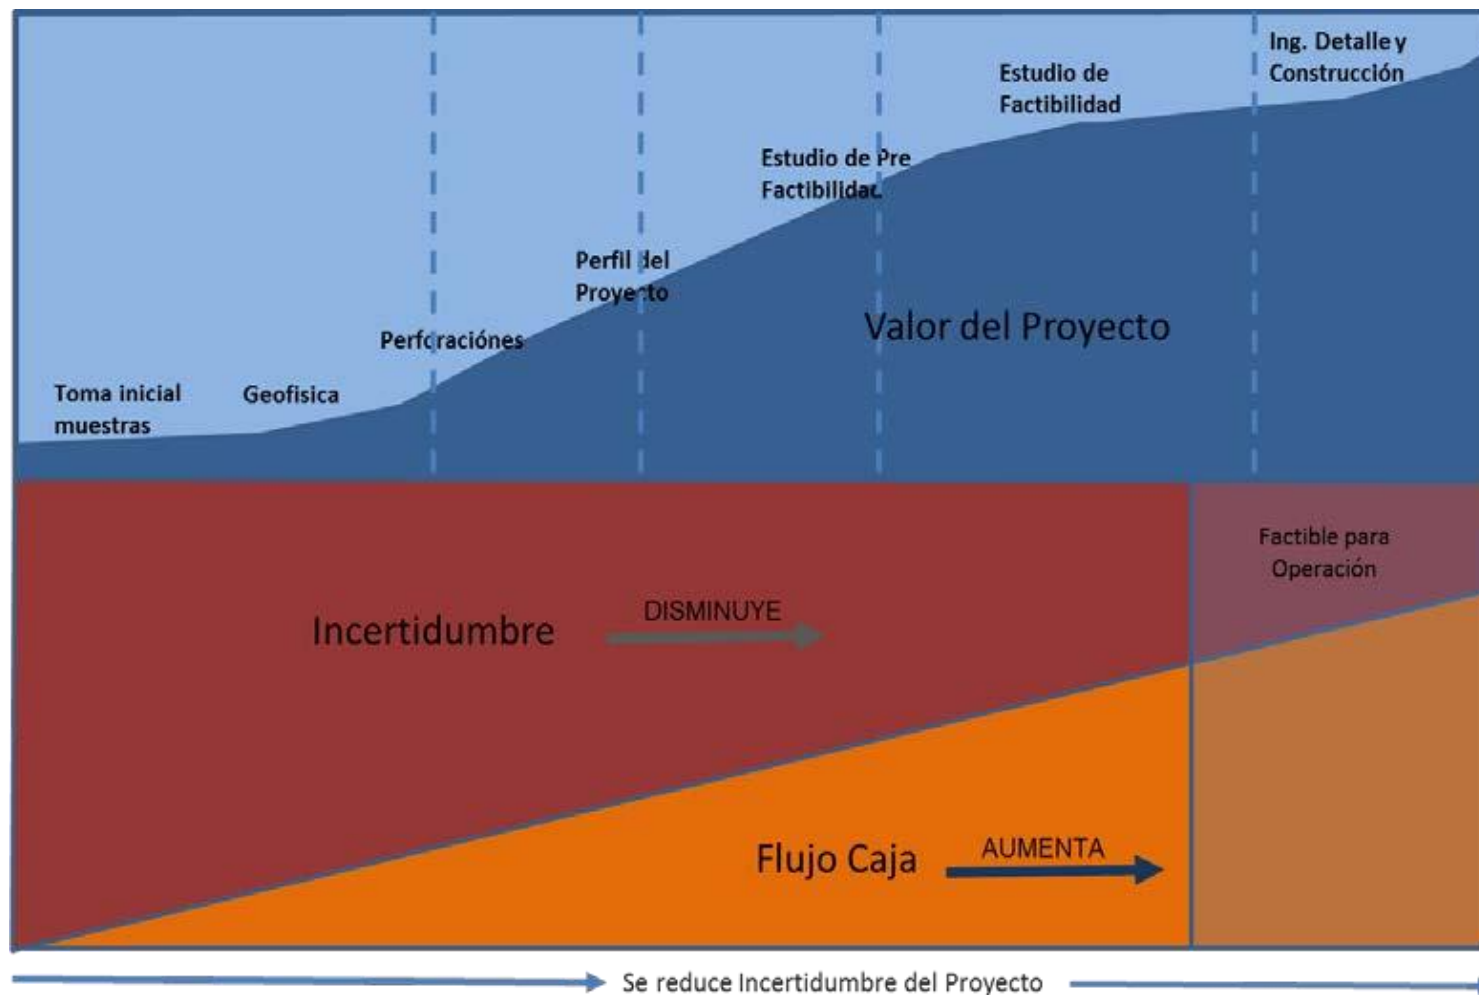 Ing. Detalle y
Construcción
Estudio de
Factibilidad
Estudio de Pre
Factibilidad
Perfil del
Proyecto
Valor del Proyecto
Perforaciónes
Toma inicial
muestras
Geofisica
Factible para
Operación
Incertidumbre
DISMINUYE
Flujo Caja
AUMENTA
Se reduce Incertidumbre del Proyecto